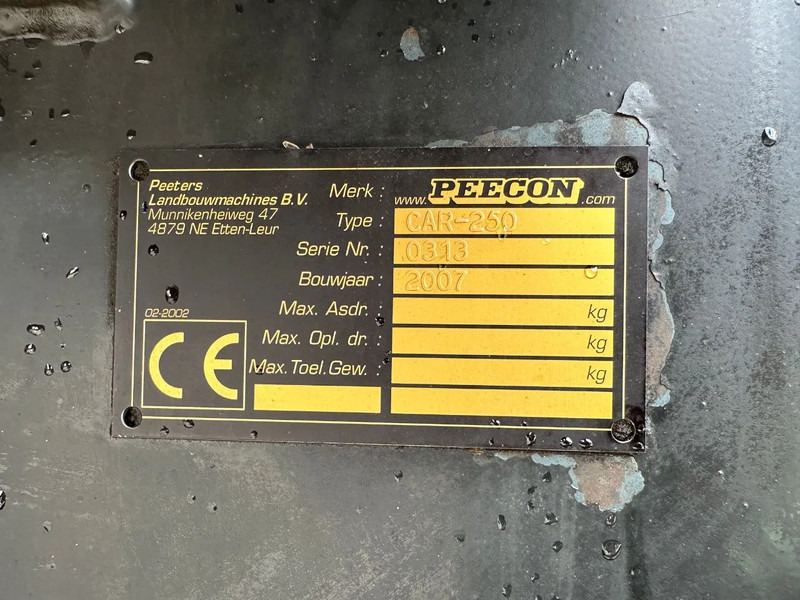 Peeters
Landbouwmachines B.V.
Munnikenheiweg 47
4879 NE Etten-Leur
Merk : www.PEECON.com
Type : CAR-250
Serie Nr. : 0313
Bouwjaar : 2007
Max. Asdr. : kg
Max. Opl. dr. : kg
Max.Toel.Gew. : kg
02-2002
CE